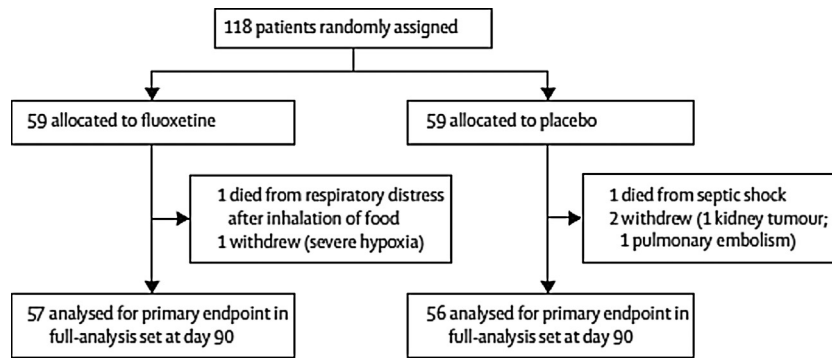 118 patients randomly assigned
59 allocated to fluoxetine
59 allocated to placebo
1 died from respiratory distress
after inhalation of food
1 withdrew (severe hypoxia)
1 died from septic shock
2 withdrew (1 kidney tumour;
1 pulmonary embolism)
57 analysed for primary endpoint in
full-analysis set at day 90
56 analysed for primary endpoint in
full-analysis set at day 90